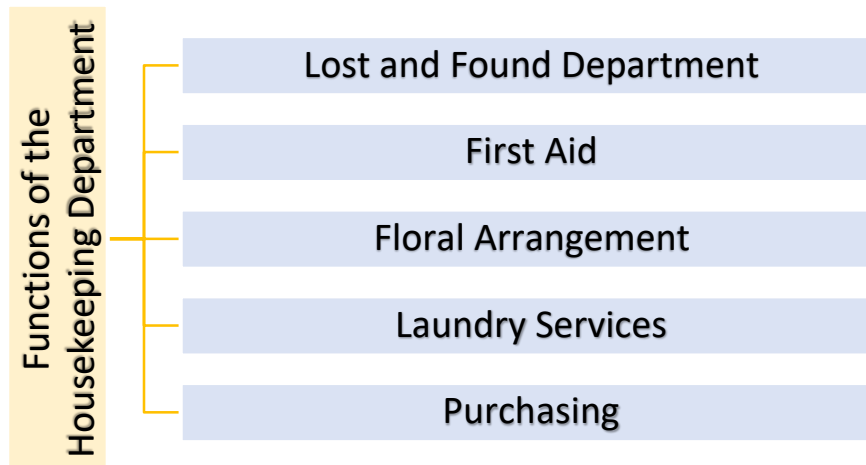 Functions of the
Housekeeping Department
Lost and Found Department
First Aid
Floral Arrangement
Laundry Services
Purchasing